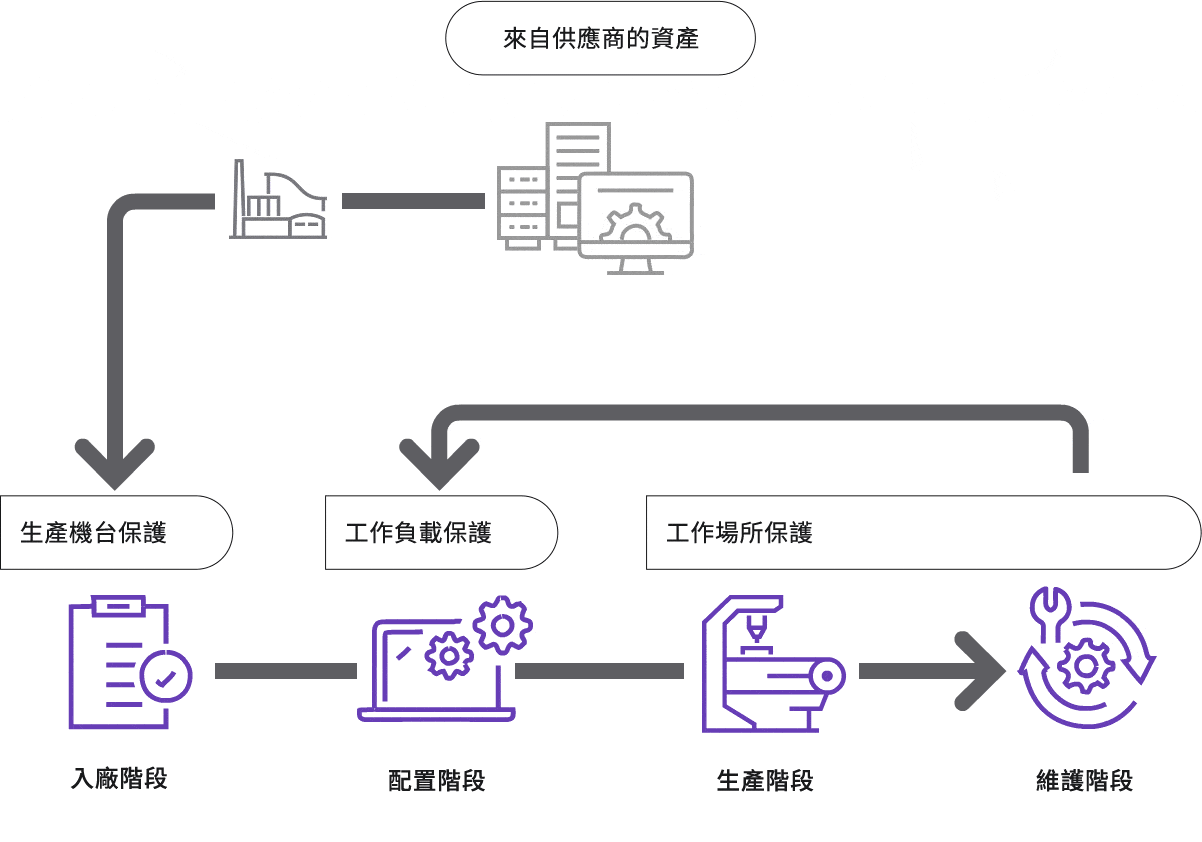 來自供應商的資產
生產機台保護
工作負載保護
工作場所保護
入廠階段
配置階段
生產階段
維護階段